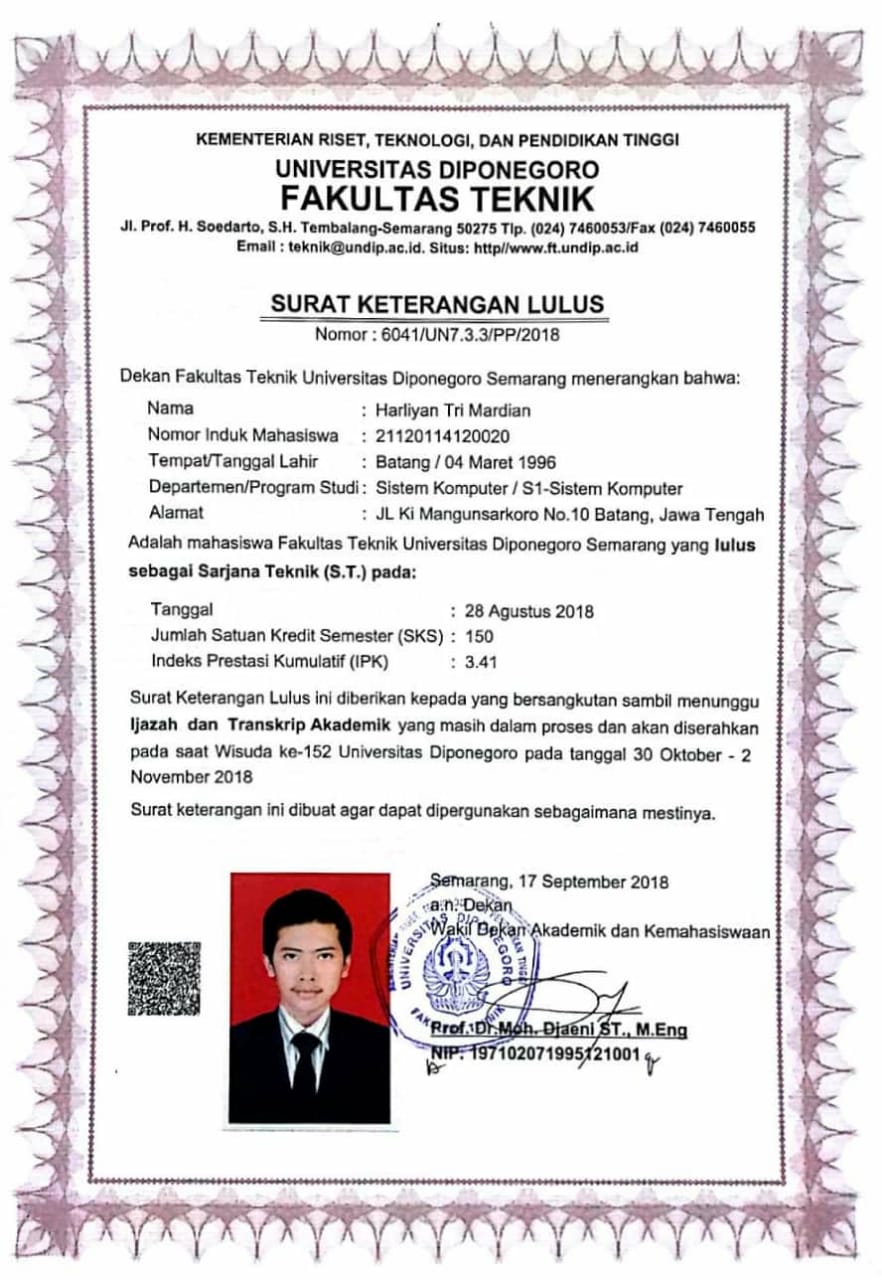 KEMENTERIAN RISET, TEKNOLOGI, DAN PENDIDIKAN TINGGI
UNIVERSITAS DIPONEGORO
FAKULTAS TEKNIK
Jl. Prof. H. Soedarto, S.H. Tembalang-Semarang 50275 Tlp. (024) 7460053/Fax (024) 7460055
Email : teknik@undip.ac.id. Situs: http//www.ft.undip.ac.id
SURAT KETERANGAN LULUS
Nomor : 6041/UN7.3.3/PP/2018
Dekan Fakultas Teknik Universitas Diponegoro Semarang menerangkan bahwa:
Nama : Harliyan Tri Mardian
Nomor Induk Mahasiswa : 21120114120020
Tempat/Tanggal Lahir : Batang / 04 Maret 1996
Departemen/Program Studi : Sistem Komputer / S1-Sistem Komputer
Alamat : JL Ki Mangunsarkoro No.10 Batang, Jawa Tengah
Adalah mahasiswa Fakultas Teknik Universitas Diponegoro Semarang yang lulus
sebagai Sarjana Teknik (S.T.) pada:
Tanggal : 28 Agustus 2018
Jumlah Satuan Kredit Semester (SKS) : 150
Indeks Prestasi Kumulatif (IPK) : 3.41
Surat Keterangan Lulus ini diberikan kepada yang bersangkutan sambil menunggu
Ijazah dan Transkrip Akademik yang masih dalam proses dan akan diserahkan
pada saat Wisuda ke-152 Universitas Diponegoro pada tanggal 30 Oktober - 2
November 2018
Surat keterangan ini dibuat agar dapat dipergunakan sebagaimana mestinya.
Semarang, 17 September 2018
a.n. Dekan
Wakil Dekan Akademik dan Kemahasiswaan
UNIVERSITAS DIPONEGORO
Prof. Dr.Moh. Djaeni ST., M.Eng
NIP: 197102071995121001